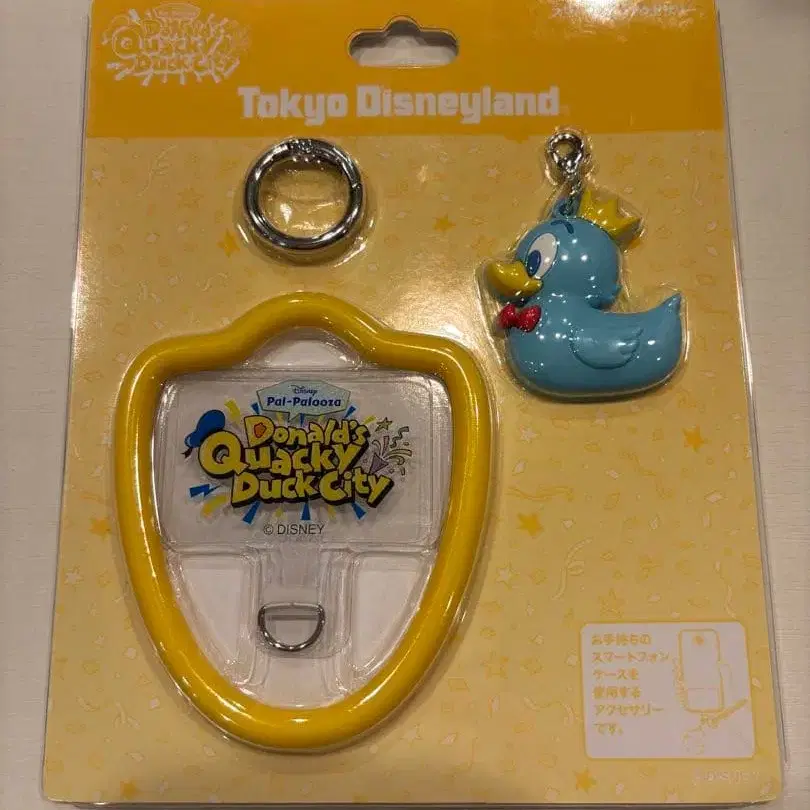 Donald's
Quacky
Duck City
Tokyo Disneyland
Disney
Pal-Palooza
Donald's
Quacky
Duck City
© DISNEY
お手持ちの
スマートフォン
ケースを
使用する
アクセサリー
です。
© DISNEY